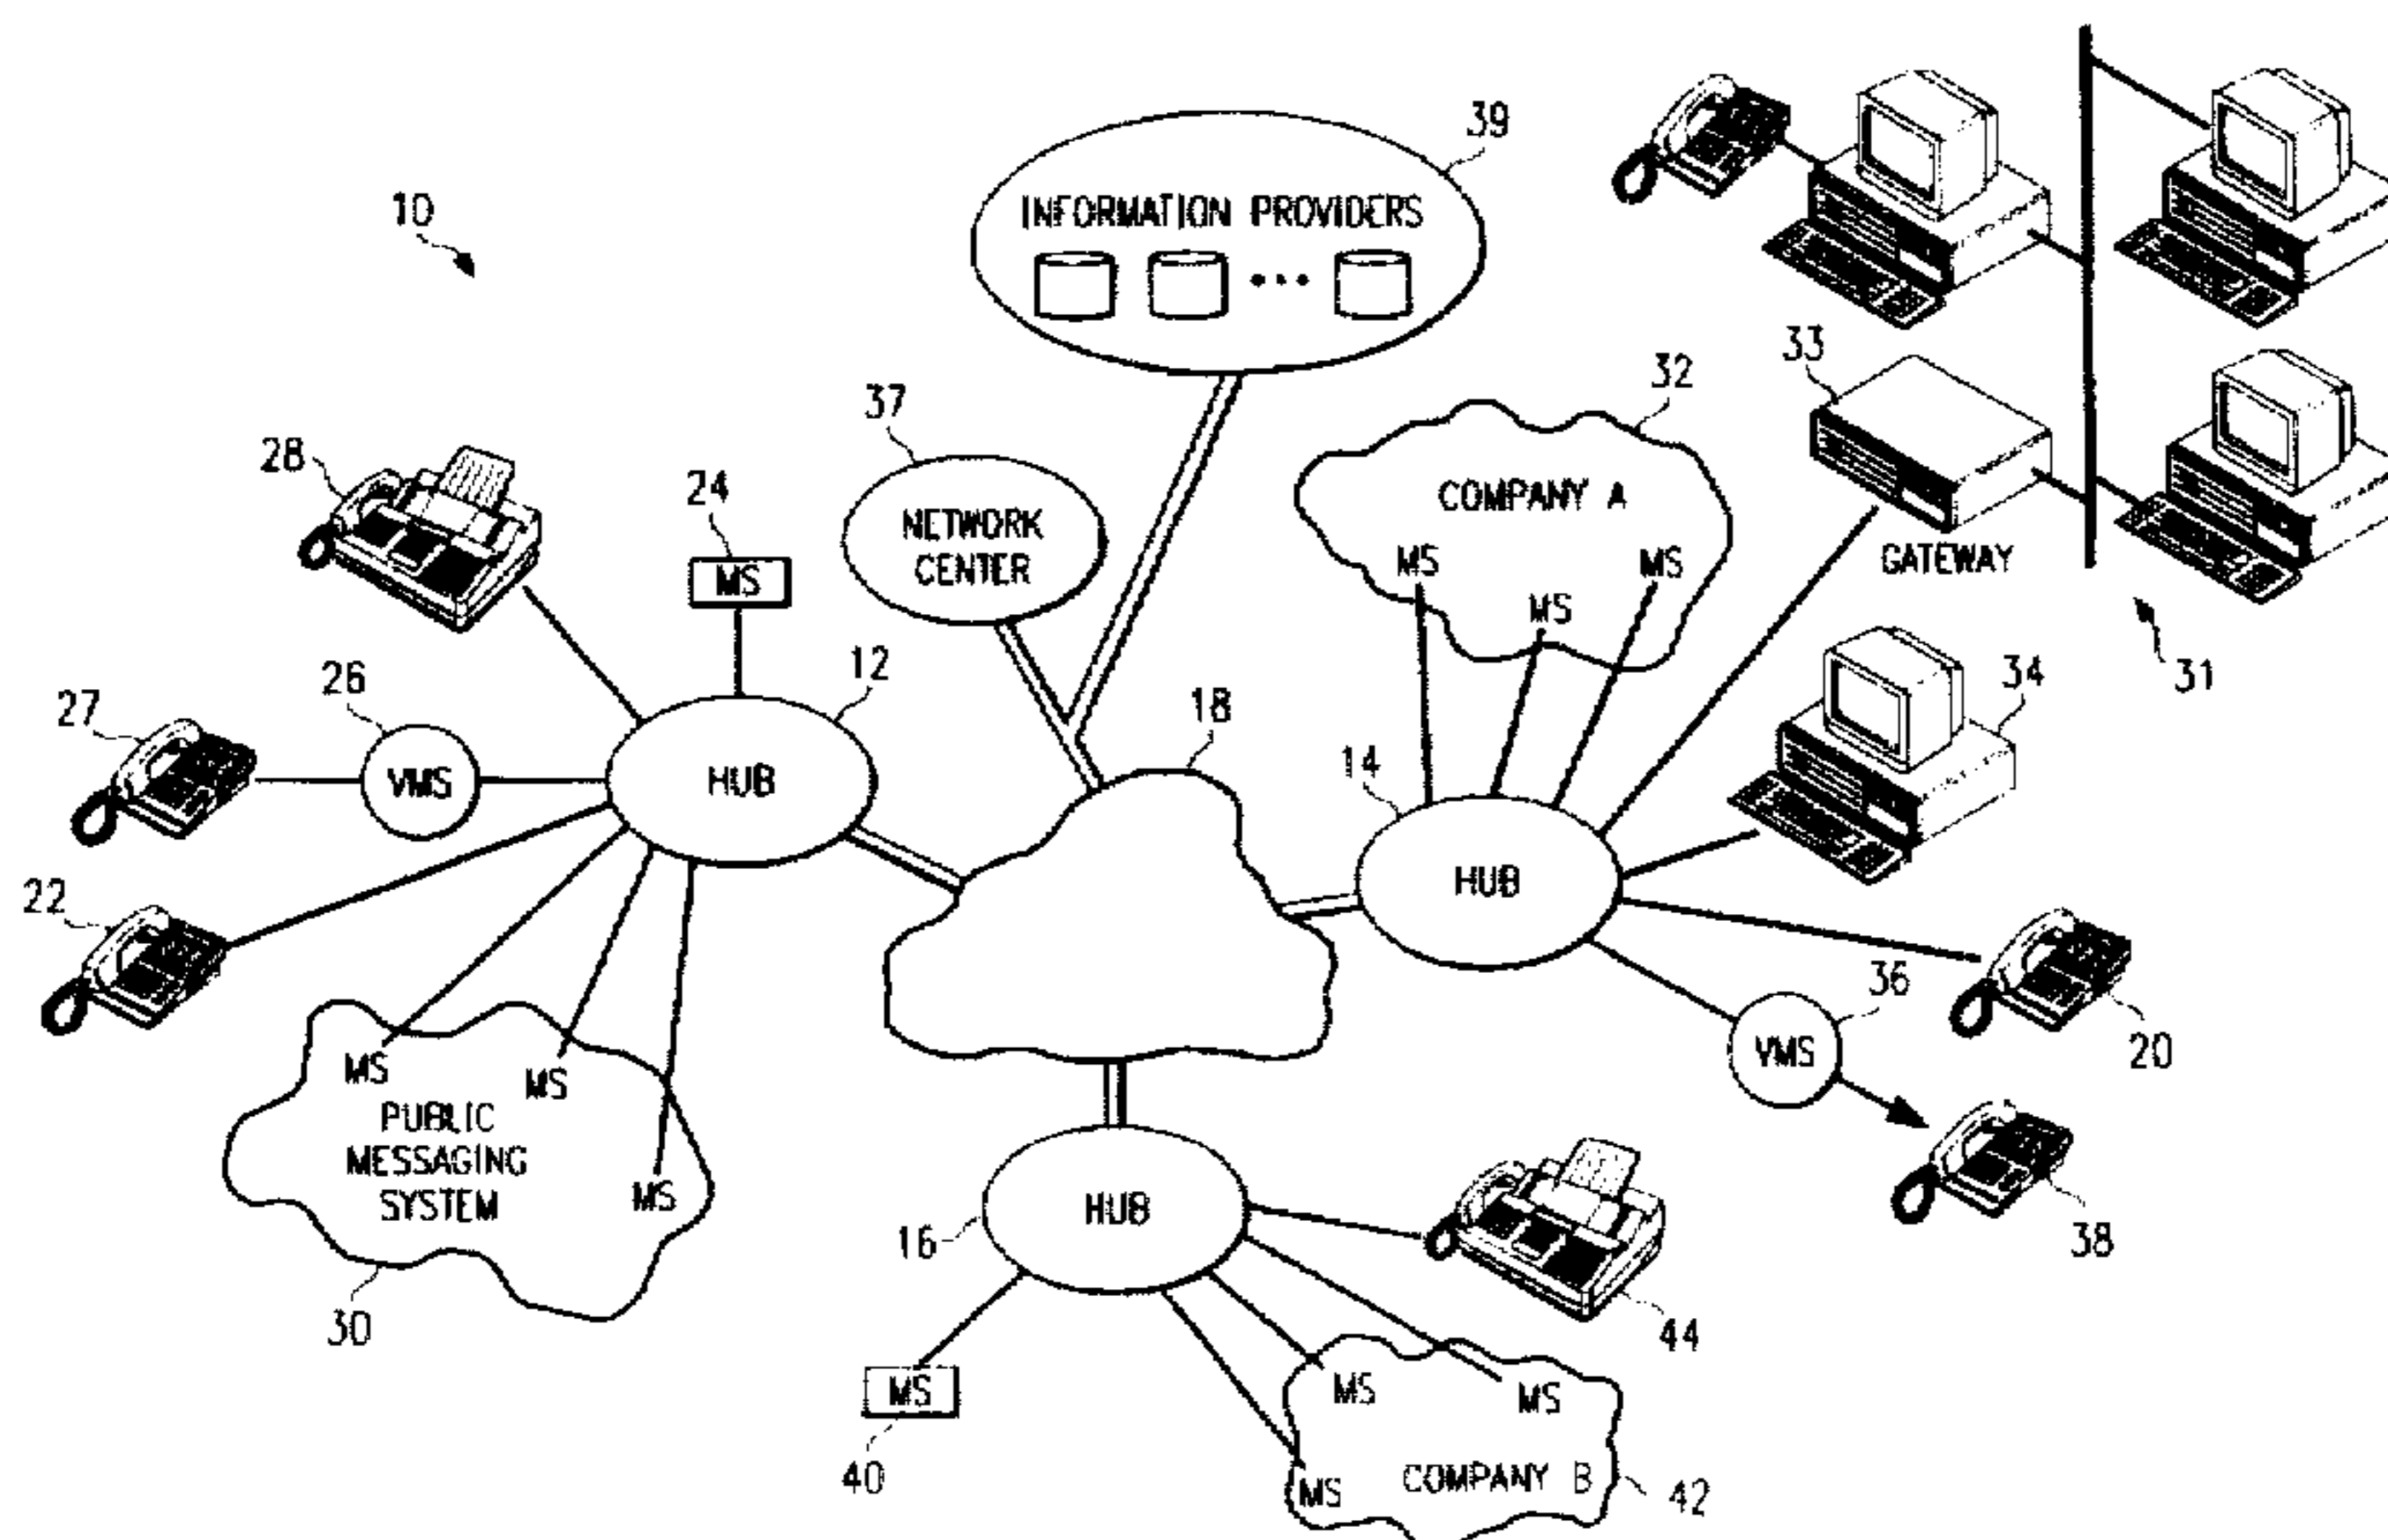 39
10
INFORMATION PROVIDERS
33
32
37
28
24
COMPANY A
NETWORK
CENTER
MS
MS
MS
MS
GATEWAY
31
34
26
12
27
18
14
VMS
HUB
HUB
22
36
20
VMS
MS
MS
MS
PUBLIC
MESSAGING
SYSTEM
38
16
HUB
30
44
MS
MS
MS
40
MS
COMPANY B
42